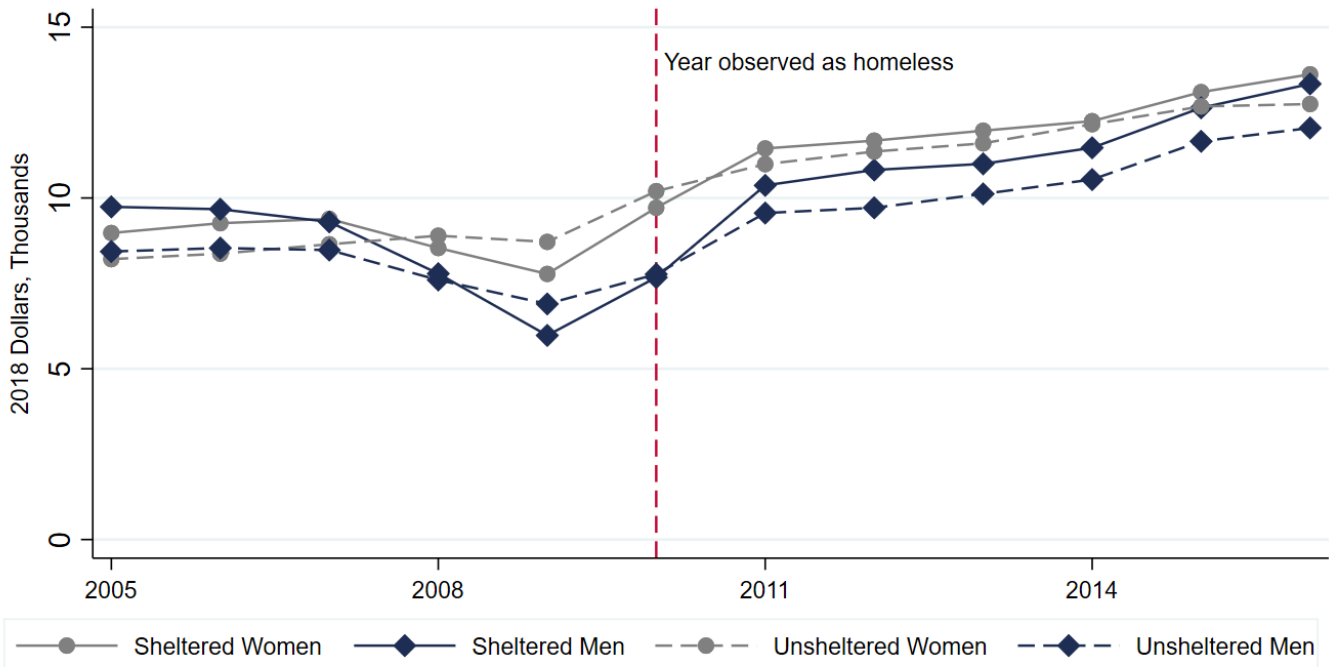 2018 Dollars, Thousands
15
10
5
0
Year observed as homeless
2005 2008 2011 2014
Sheltered Women Sheltered Men Unsheltered Women Unsheltered Men